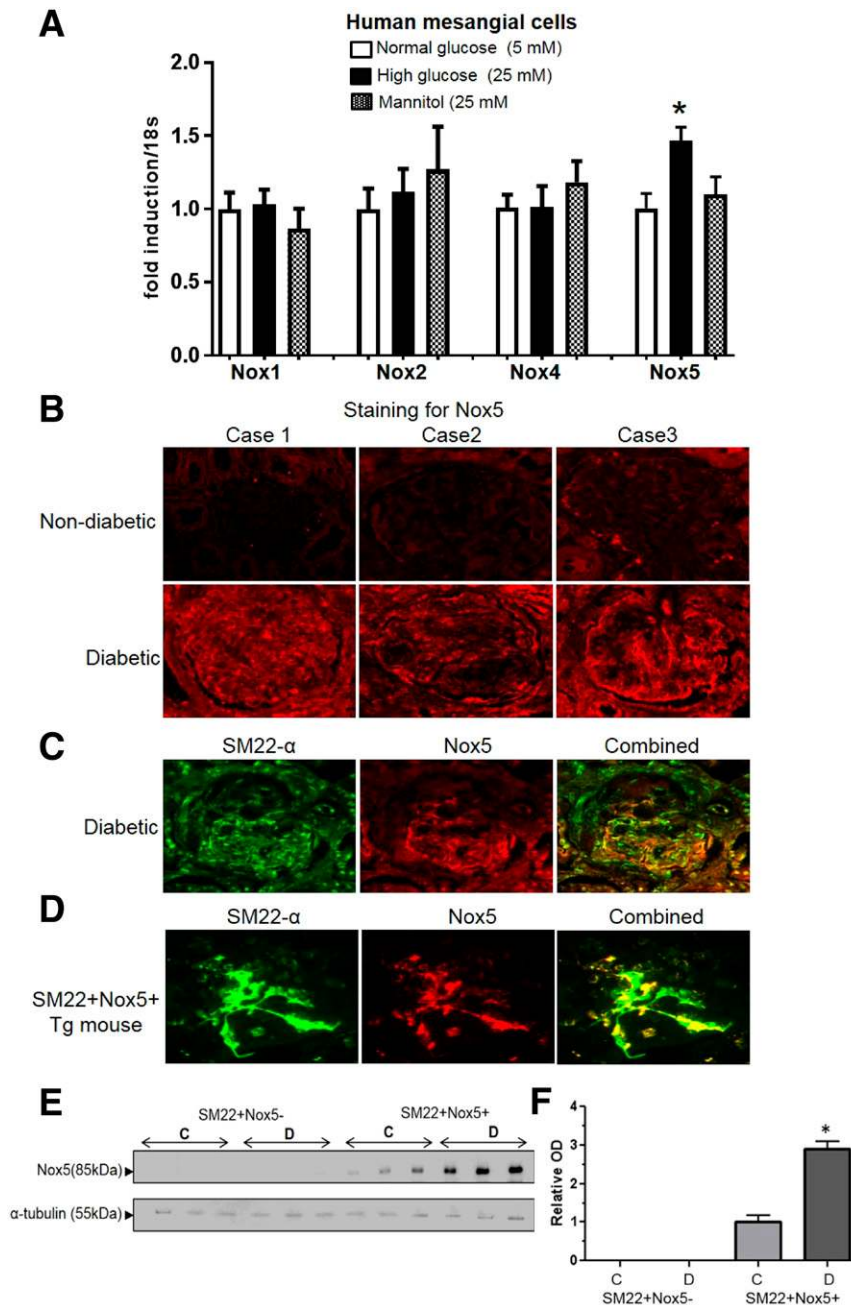 A
Human mesangial cells
Normal glucose (5 mM)
High glucose (25 mM)
Mannitol (25 mM
2.0
1.5
1.0
0.5
0.0
fold induction/18s
*
Nox1 Nox2 Nox4 Nox5
B
Staining for Nox5
Case 1 Case2 Case3
Non-diabetic
Diabetic
C
SM22-α Nox5 Combined
Diabetic
D
SM22-α Nox5 Combined
SM22+Nox5+
Tg mouse
E
SM22+Nox5- SM22+Nox5+
C D C D
Nox5(85kDa)
α-tubulin (55kDa)
F
4
3
2
1
0
Relative OD
*
C D C D
SM22+Nox5- SM22+Nox5+